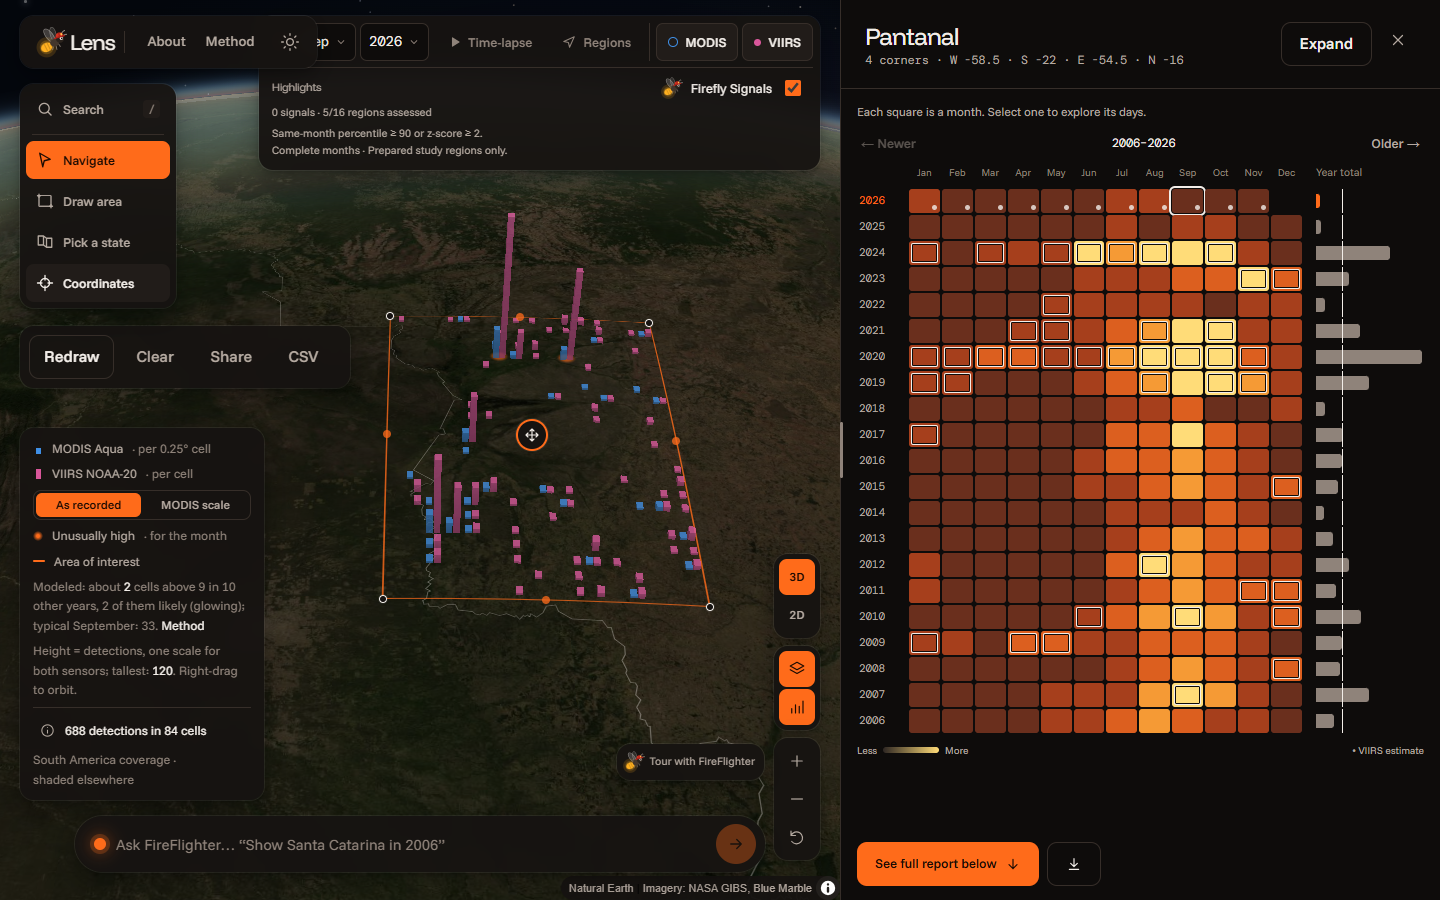 Lens
About
Method
ep
2026
Time-lapse
Regions
MODIS
VIIRS
Highlights
Firefly Signals
0 signals · 5/16 regions assessed
Same-month percentile ≥ 90 or z-score ≥ 2.
Complete months · Prepared study regions only.
Search
/
Navigate
Draw area
Pick a state
Coordinates
Redraw
Clear
Share
CSV
MODIS Aqua · per 0.25° cell
VIIRS NOAA-20 · per cell
As recorded
MODIS scale
Unusually high · for the month
Area of interest
Modeled: about 2 cells above 9 in 10
other years, 2 of them likely (glowing);
typical September: 33. Method
Height = detections, one scale for
both sensors; tallest: 120. Right-drag
to orbit.
688 detections in 84 cells
South America coverage ·
shaded elsewhere
3D
2D
Tour with FireFlighter
Ask FireFlighter… “Show Santa Catarina in 2006”
Natural Earth
Imagery: NASA GIBS, Blue Marble
Pantanal
4 corners · W -58.5 · S -22 · E -54.5 · N -16
Expand
Each square is a month. Select one to explore its days.
← Newer
2006–2026
Older →
Jan Feb Mar Apr May Jun Jul Aug Sep Oct Nov Dec Year total
2026
2025
2024
2023
2022
2021
2020
2019
2018
2017
2016
2015
2014
2013
2012
2011
2010
2009
2008
2007
2006
Less
More
• VIIRS estimate
See full report below ↓